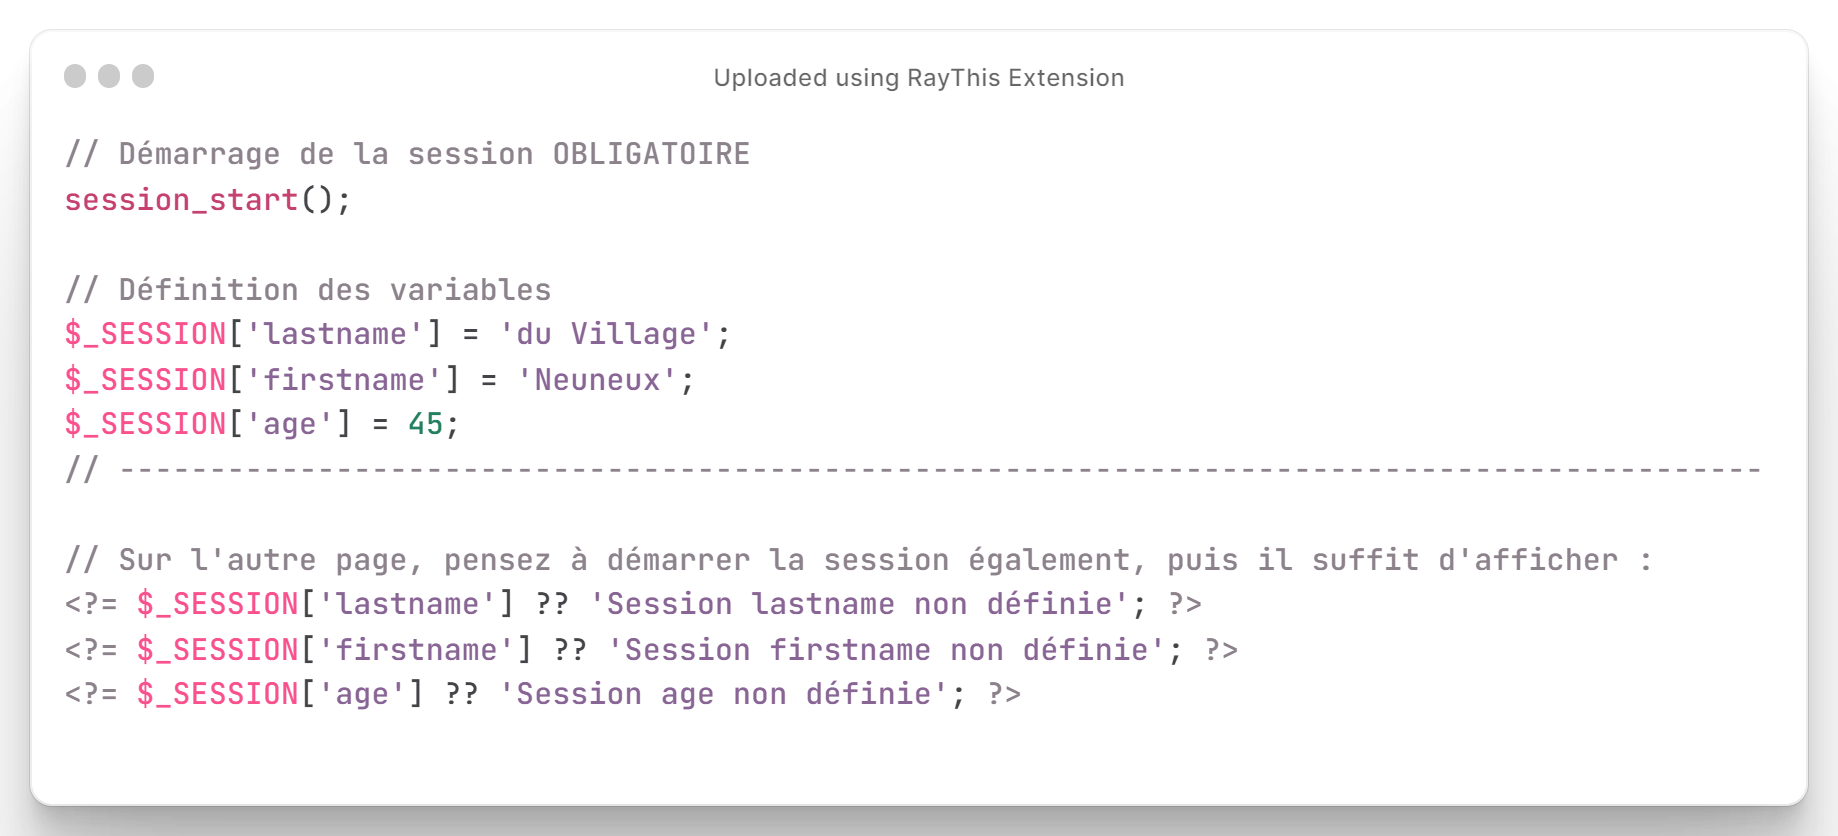 Uploaded using RayThis Extension
// Démarrage de la session OBLIGATOIRE
session_start();
// Définition des variables
$_SESSION['lastname'] = 'du Village';
$_SESSION['firstname'] = 'Neuneux';
$_SESSION['age'] = 45;
// -------------------------------------------------------------------------------------------
// Sur l'autre page, pensez à démarrer la session également, puis il suffit d'afficher :
<?= $_SESSION['lastname'] ?? 'Session lastname non définie'; ?>
<?= $_SESSION['firstname'] ?? 'Session firstname non définie'; ?>
<?= $_SESSION['age'] ?? 'Session age non définie'; ?>